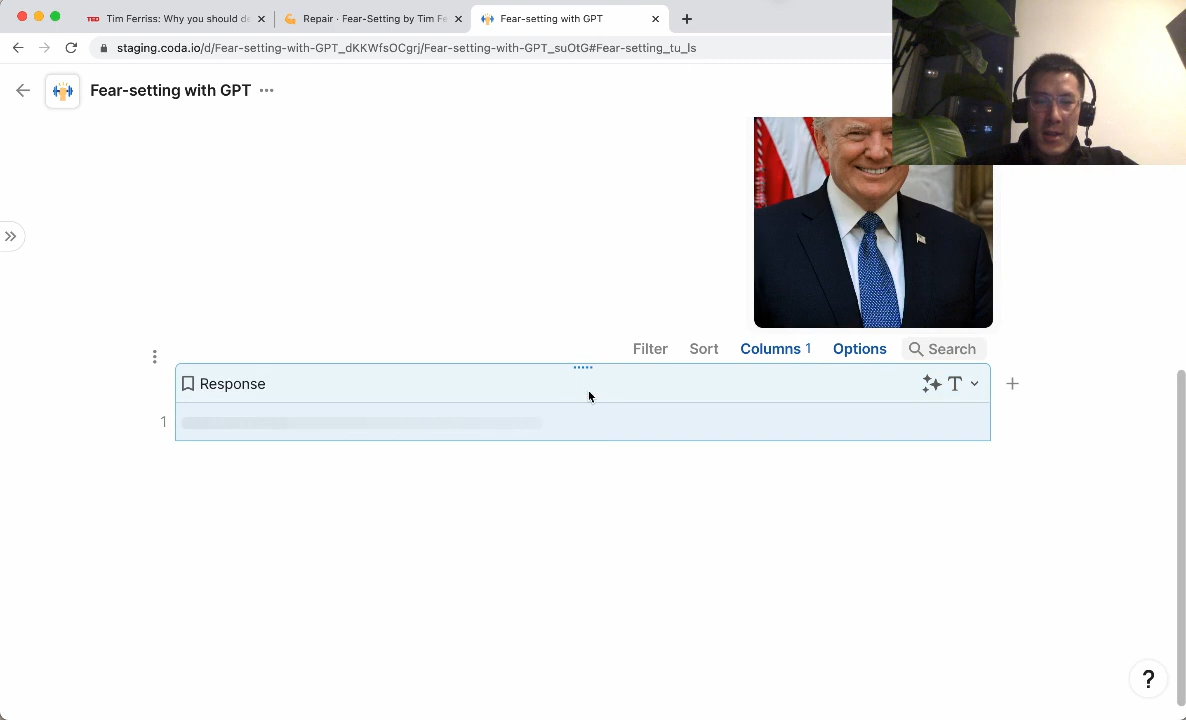 TED Tim Ferriss: Why you should de
Repair · Fear-Setting by Tim Fe
Fear-setting with GPT
staging.coda.io/d/Fear-setting-with-GPT_dKKWfsOCgrj/Fear-setting-with-GPT_suOtG#Fear-setting_tu_ls
Fear-setting with GPT
Filter Sort Columns 1 Options Search
Response
1
?